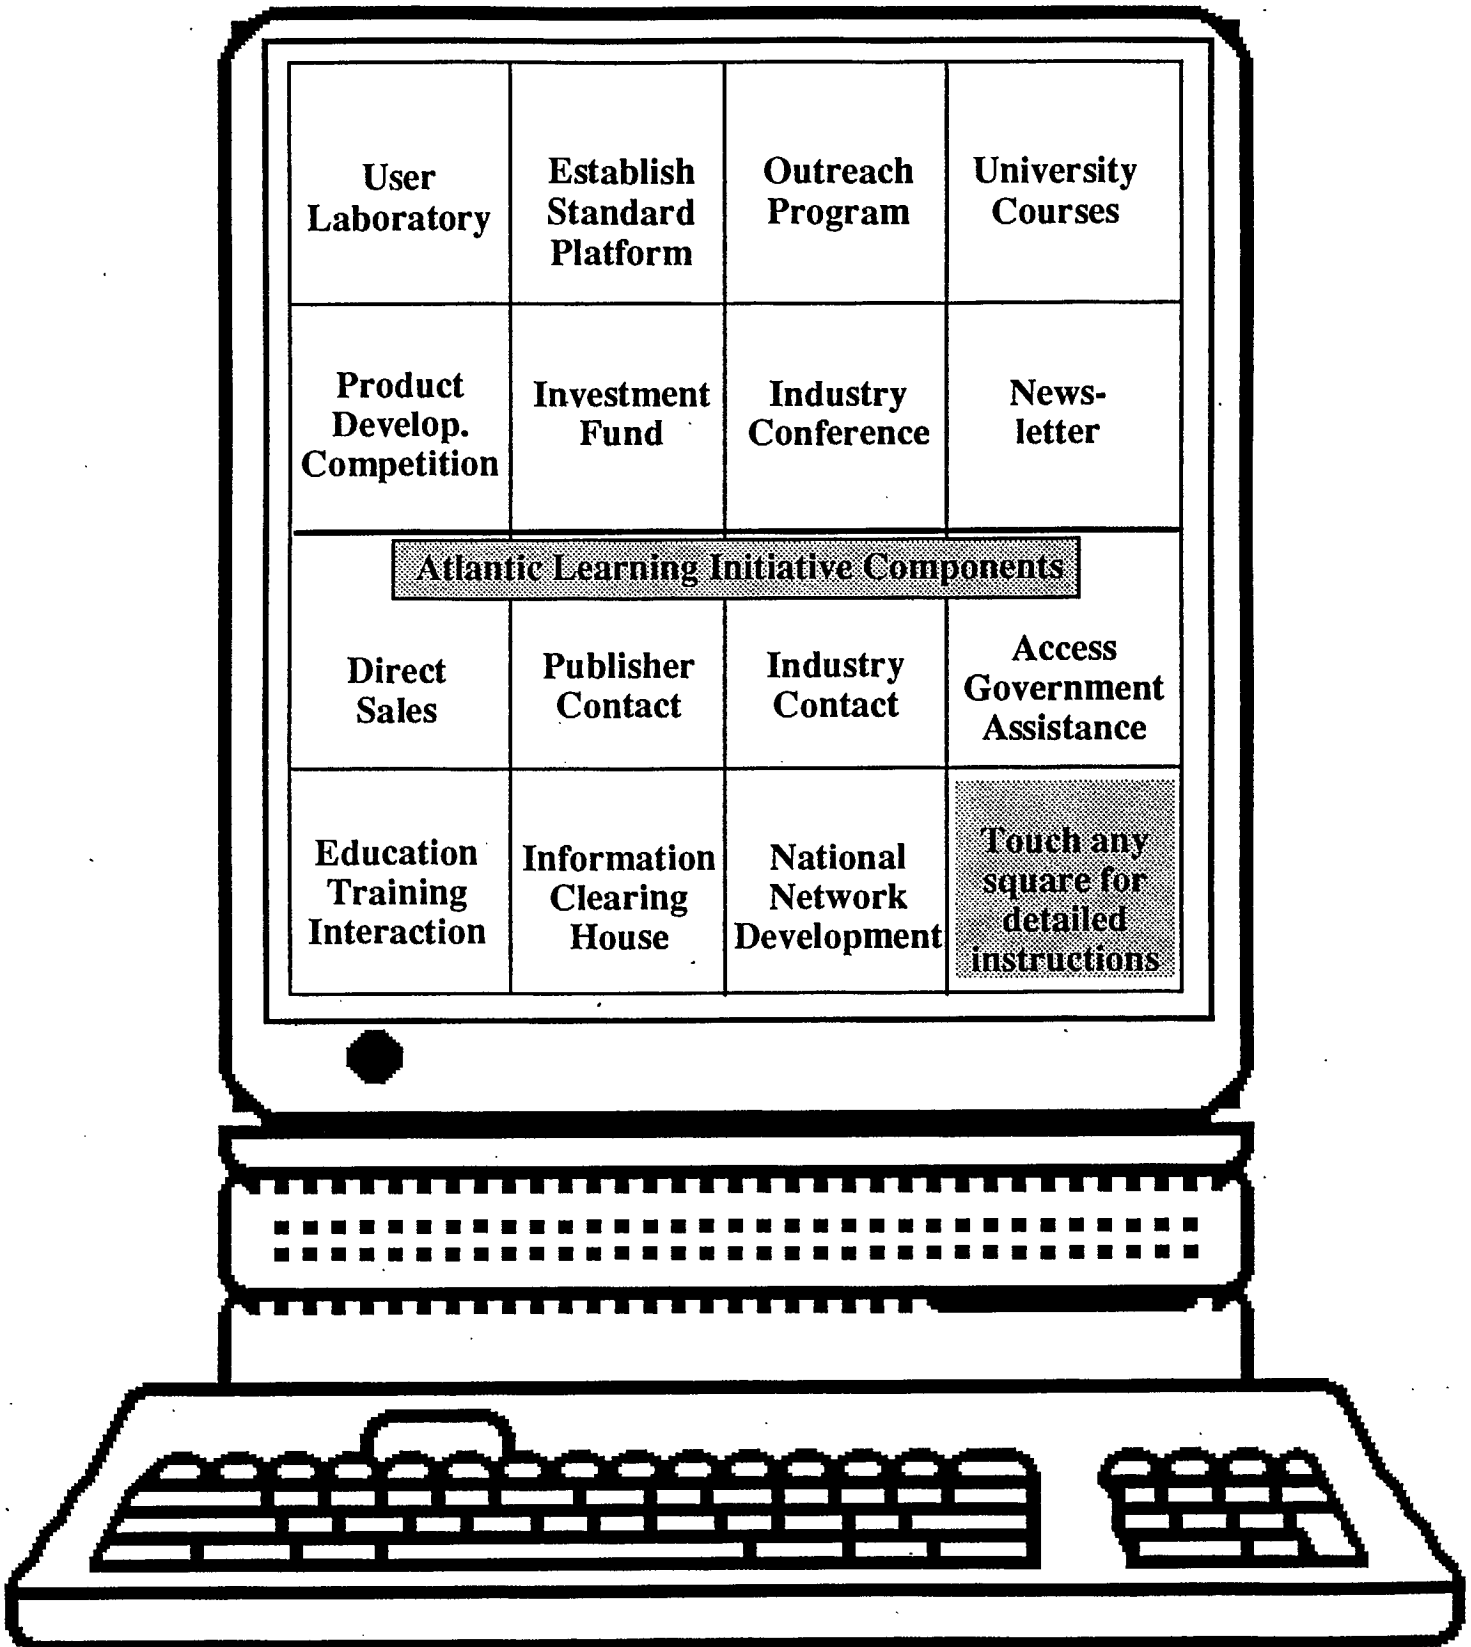 User
Laboratory
Establish
Standard
Platform
Outreach
Program
University
Courses
Product
Develop.
Competition
Investment
Fund
Industry
Conference
News-
letter
Atlantic Learning Initiative Components
Direct
Sales
Publisher
Contact
Industry
Contact
Access
Government
Assistance
Education
Training
Interaction
Information
Clearing
House
National
Network
Development
Touch any
square for
detailed
instructions